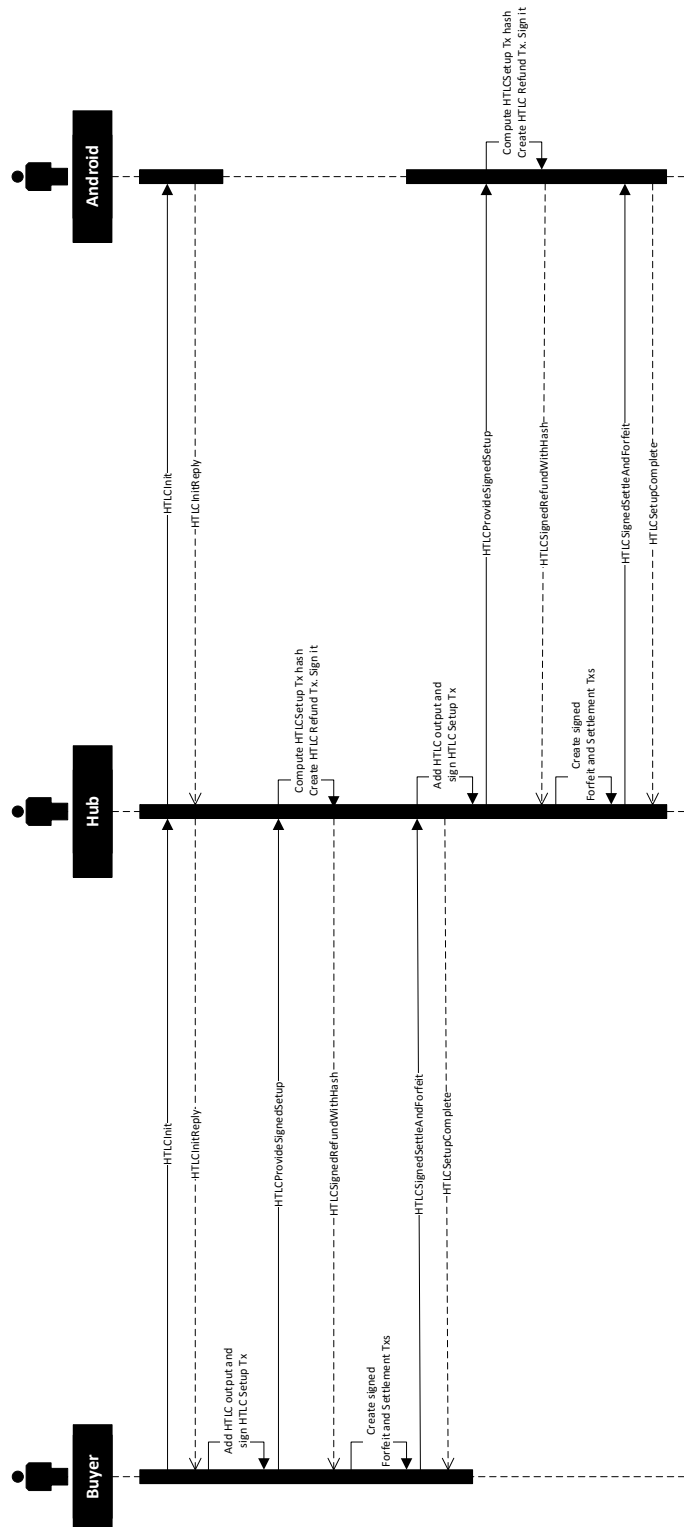 Buyer
Hub
Android
HTLCInit
HTLCInit
HTLCInitReply
HTLCInitReply
Add HTLC output and
sign HTLC Setup Tx
HTLCProvideSignedSetup
Compute HTLCSetup Tx hash
Create HTLC Refund Tx. Sign it
HTLCSignedRefundWithHash
Create signed
Forfeit and Settlement Txs
HTLCSignedSettleAndForfeit
HTLCSetupComplete
Add HTLC output and
sign HTLC Setup Tx
HTLCProvideSignedSetup
Compute HTLCSetup Tx hash
Create HTLC Refund Tx. Sign it
HTLCSignedRefundWithHash
Create signed
Forfeit and Settlement Txs
HTLCSignedSettleAndForfeit
HTLCSetupComplete